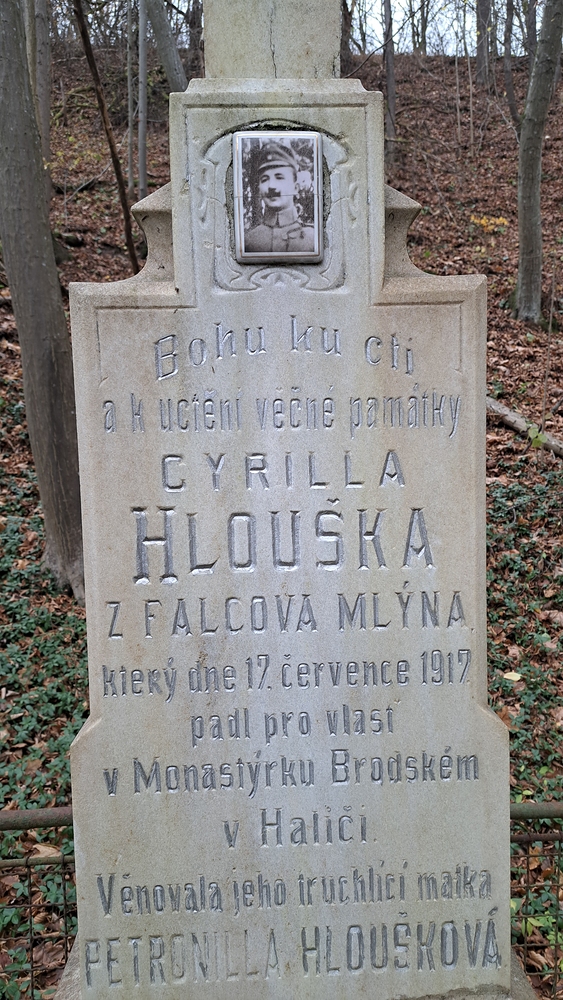 Bohu ku cti
a k uctění věčné památky
CYRILLA
HLOUŠKA
Z FALCOVA MLÝNA,
který dne 17. července 1917
padl pro vlasť
v Monastýrku Brodském
v Haliči.
Věnovala jeho truchlící matka
PETRONILLA HLOUŠKOVÁ